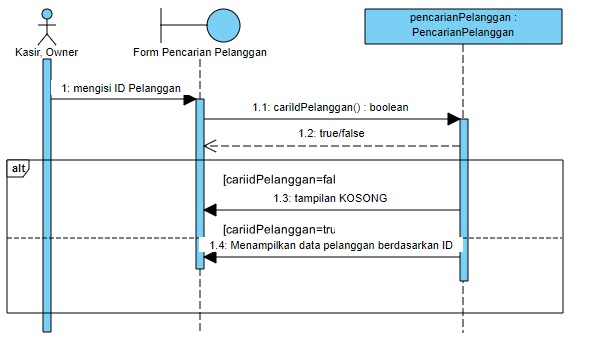 pencarianPelanggan :
PencarianPelanggan
Kasir, Owner
Form Pencarian Pelanggan
1: mengisi ID Pelanggan
1.1: cariIdPelanggan() : boolean
1.2: true/false
alt
[cariidPelanggan=fal
1.3: tampilan KOSONG
[cariidPelanggan=tru
1.4: Menampilkan data pelanggan berdasarkan ID